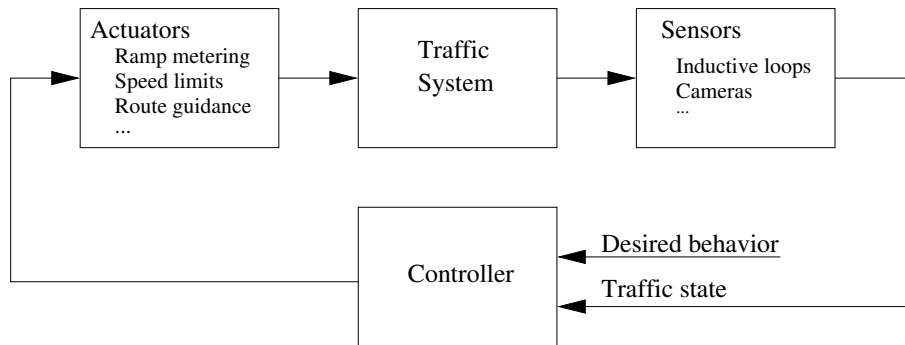 Actuators
Ramp metering
Speed limits
Route guidance
...
Traffic
System
Sensors
Inductive loops
Cameras
...
Controller
Desired behavior
Traffic state